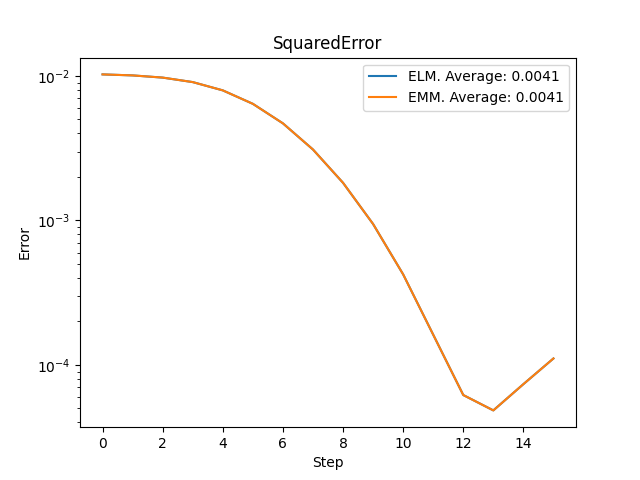 SquaredError
ELM. Average: 0.0041
EMM. Average: 0.0041
10⁻²
10⁻³
10⁻⁴
Error
0 2 4 6 8 10 12 14
Step